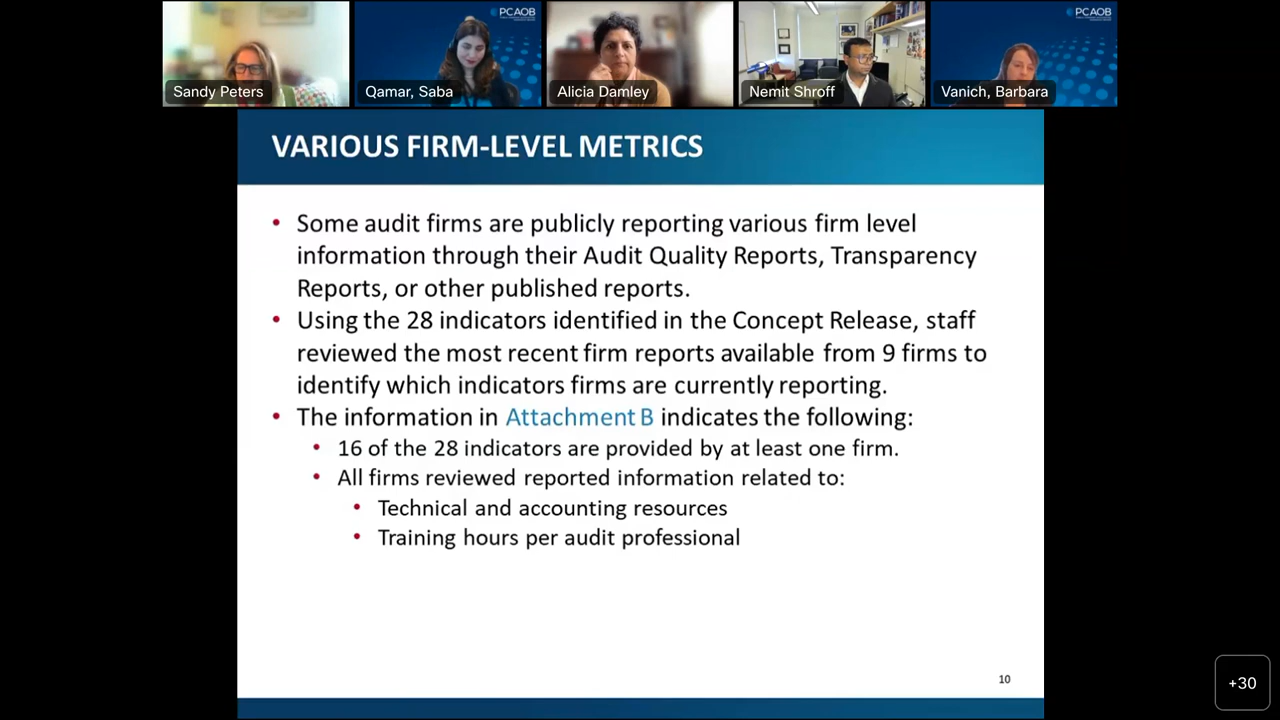 PCAOB
PCAOB
Sandy Peters
Qamar, Saba
Alicia Damley
Nemit Shroff
Vanich, Barbara
VARIOUS FIRM-LEVEL METRICS
• Some audit firms are publicly reporting various firm level
information through their Audit Quality Reports, Transparency
Reports, or other published reports.
• Using the 28 indicators identified in the Concept Release, staff
reviewed the most recent firm reports available from 9 firms to
identify which indicators firms are currently reporting.
• The information in Attachment B indicates the following:
• 16 of the 28 indicators are provided by at least one firm.
• All firms reviewed reported information related to:
• Technical and accounting resources
• Training hours per audit professional
10
+30